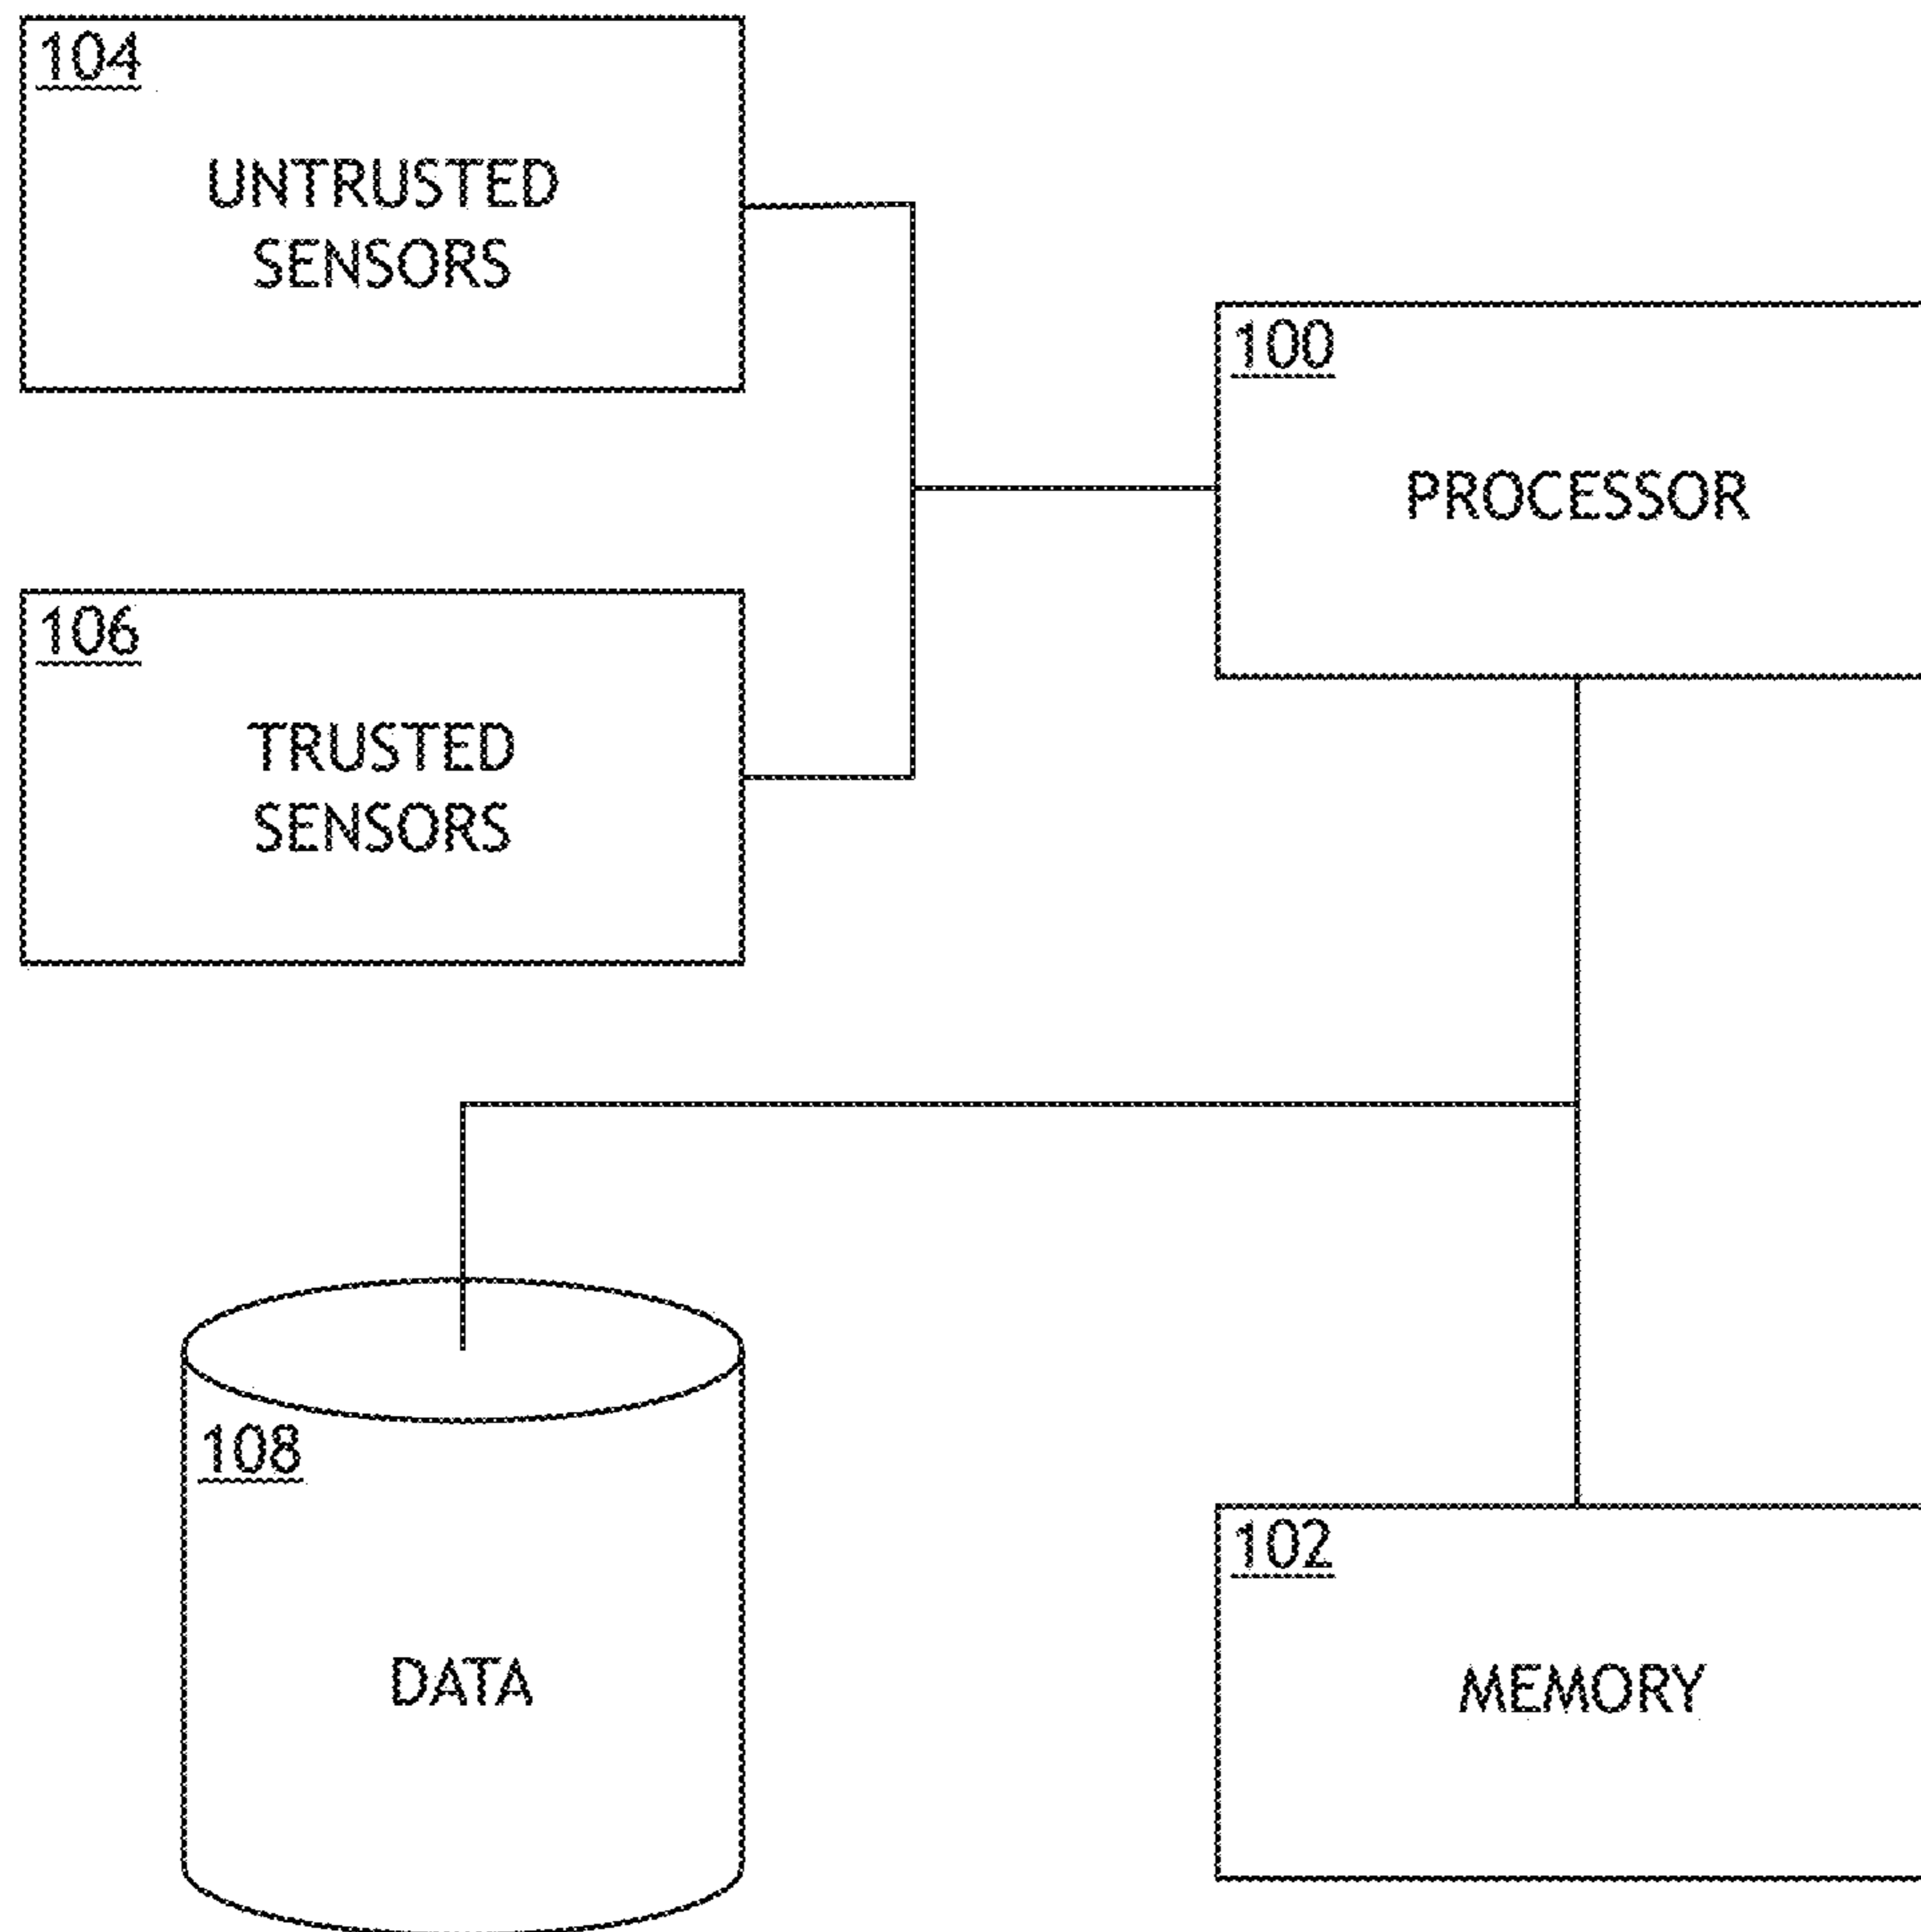 104
UNTRUSTED
SENSORS
100
PROCESSOR
106
TRUSTED
SENSORS
108
DATA
102
MEMORY